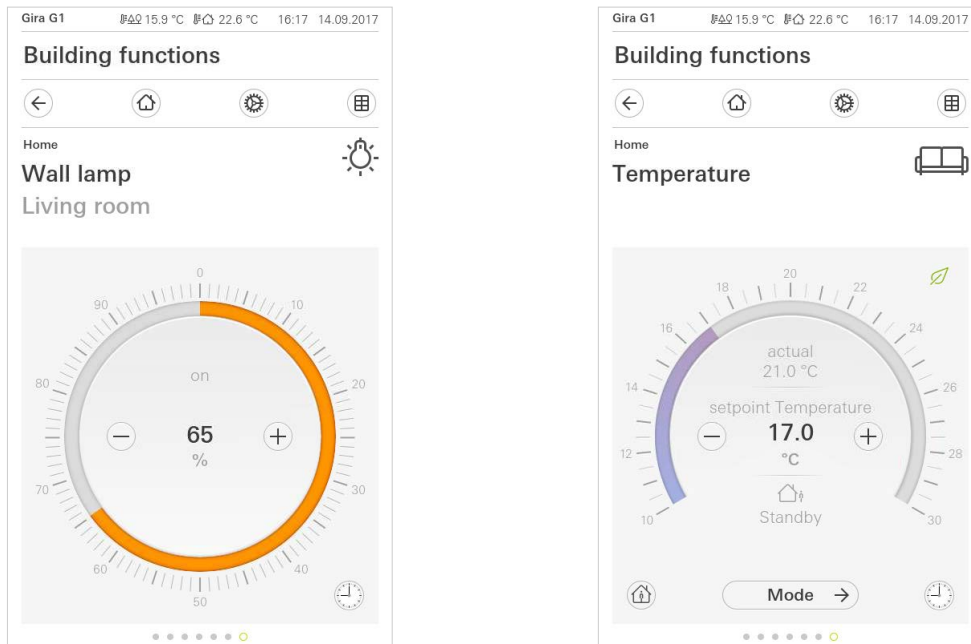 Gira G1 15.9 °C 22.6 °C 16:17 14.09.2017
Building functions
Home
Wall lamp
Living room
0
10
20
30
40
50
60
70
80
90
on
65
%
Gira G1 15.9 °C 22.6 °C 16:17 14.09.2017
Building functions
Home
Temperature
10
12
14
16
18
20
22
24
26
28
30
actual
21.0 °C
setpoint Temperature
17.0
°C
Standby
Mode